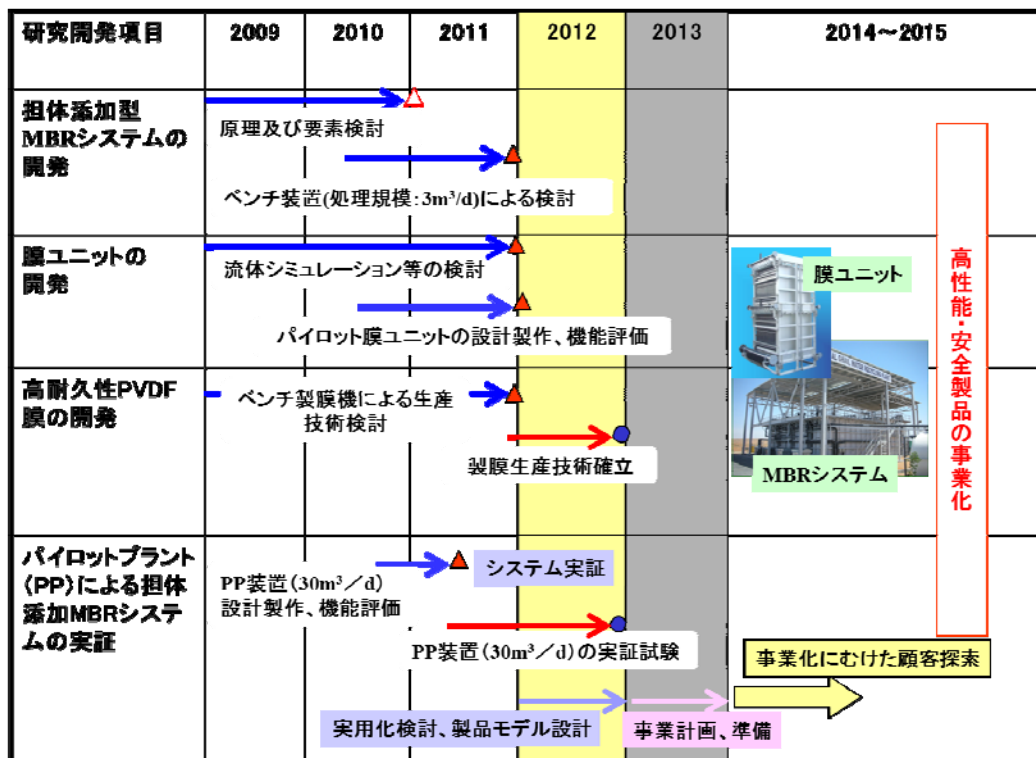 研究開発項目 2009 2010 2011 2012 2013 2014～2015
担体添加型
MBRシステムの
開発
原理及び要素検討
ベンチ装置(処理規模：3m³/d)による検討
膜ユニットの
開発
流体シミュレーション等の検討
パイロット膜ユニットの設計製作、機能評価
高耐久性PVDF
膜の開発
ベンチ製膜機による生産
技術検討
製膜生産技術確立
パイロットプラント
(PP)による担体
添加MBRシステ
ムの実証
PP装置(30m³／d)
設計製作、機能評価
システム実証
PP装置(30m³／d)の実証試験
実用化検討、製品モデル設計
事業計画、準備
膜ユニット
MBRシステム
高性能・安全製品の事業化
事業化にむけた顧客探索